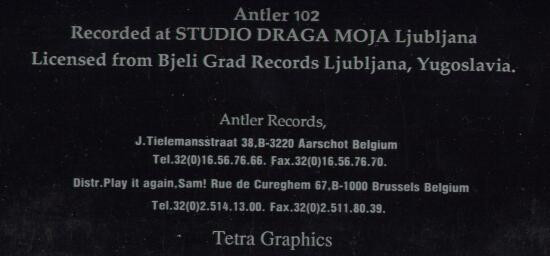 Antler 102
Recorded at STUDIO DRAGA MOJA Ljubljana
Licensed from Bjeli Grad Records Ljubljana, Yugoslavia.
Antler Records,
J.Tielemansstraat 38,B-3220 Aarschot Belgium
Tel.32(0)16.56.76.66. Fax.32(0)16.56.76.70.
Distr.Play it again,Sam! Rue de Cureghem 67,B-1000 Brussels Belgium
Tel.32(0)2.514.13.00. Fax.32(0)2.511.80.39.
Tetra Graphics